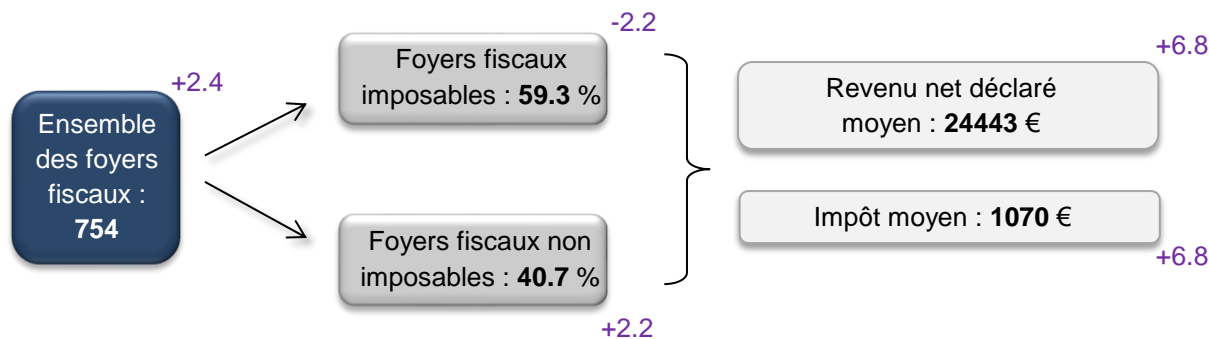 +2.4
Ensemble
des foyers
fiscaux :
754
-2.2
Foyers fiscaux
imposables : 59.3 %
Foyers fiscaux non
imposables : 40.7 %
+2.2
+6.8
Revenu net déclaré
moyen : 24443 €
Impôt moyen : 1070 €
+6.8